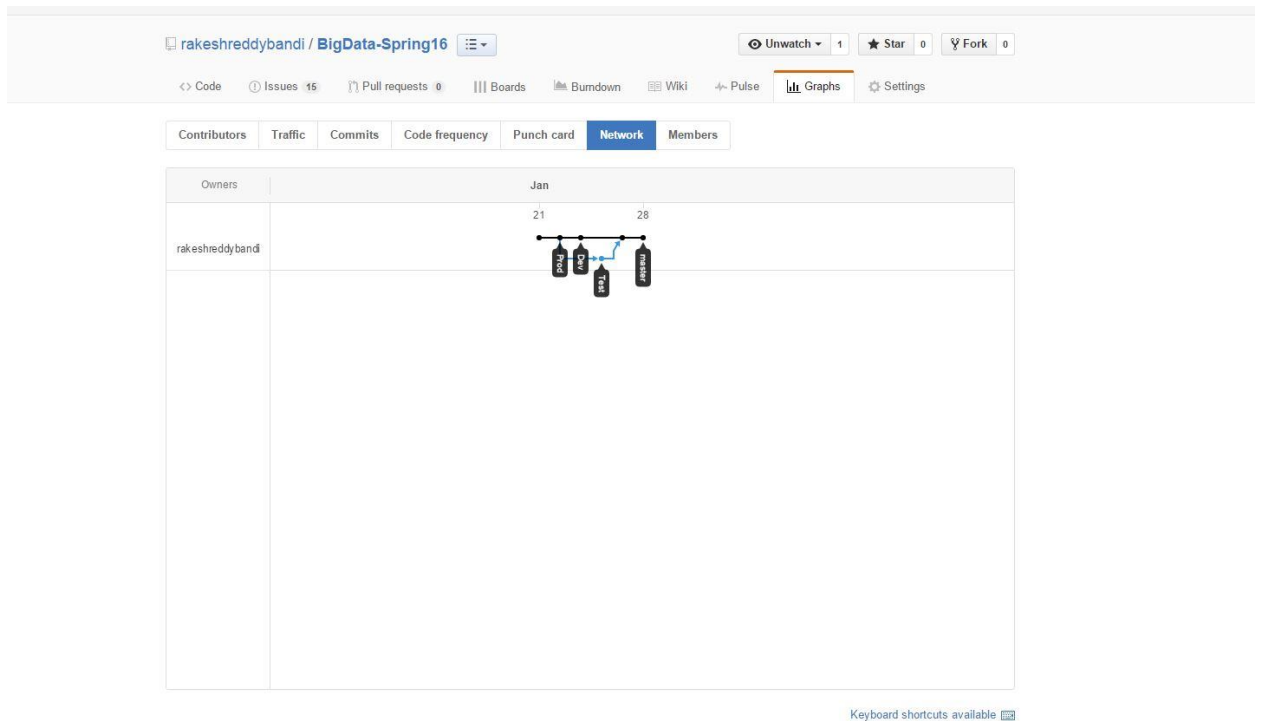 rakeshreddybandi / BigData-Spring16
Unwatch 1 Star 0 Fork 0
Code Issues 15 Pull requests 0 Boards Burndown Wiki Pulse Graphs Settings
Contributors Traffic Commits Code frequency Punch card Network Members
Owners Jan
21 28
rakeshreddybandi
Prod Dev Test master
Keyboard shortcuts available